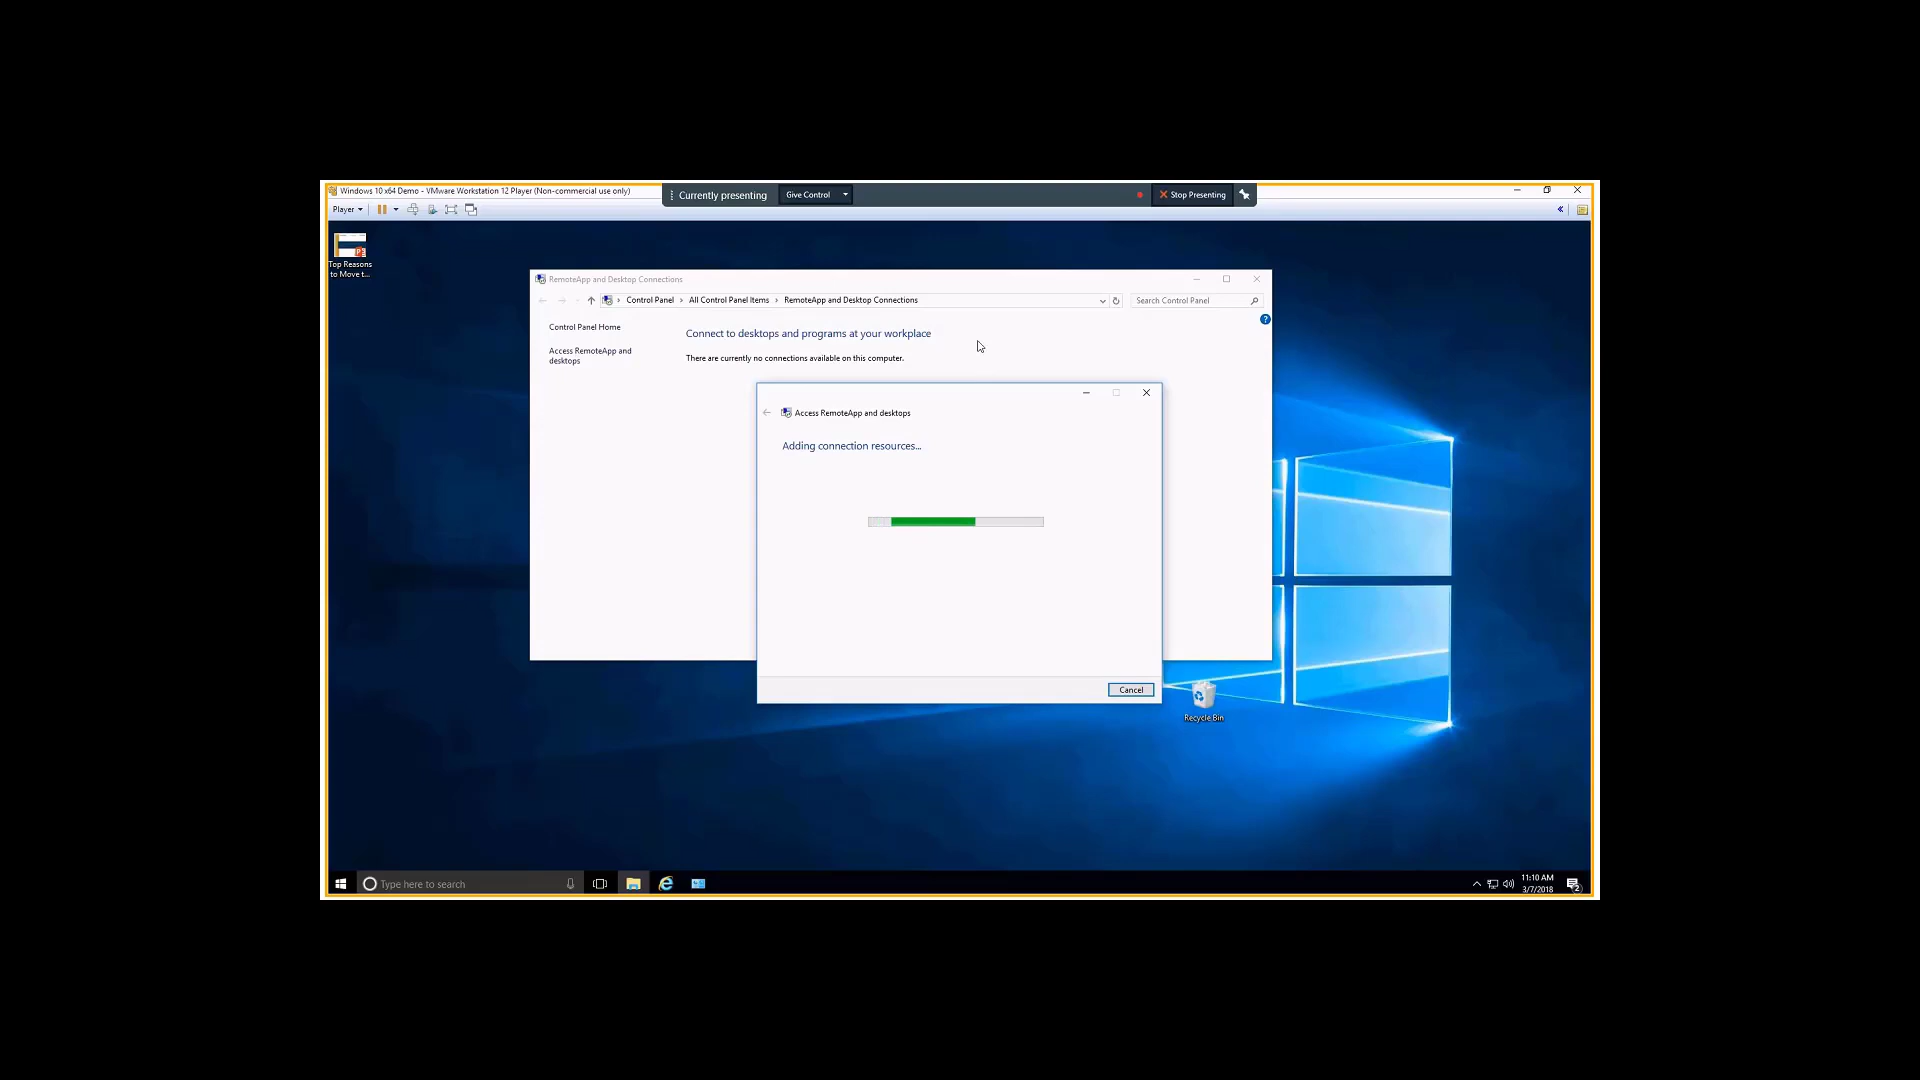 Windows 10 x64 Demo - VMware Workstation 12 Player (Non-commercial use only)
Currently presenting
Give Control
Stop Presenting
Player
Top Reasons
to Move t...
RemoteApp and Desktop Connections
Control Panel
All Control Panel Items
RemoteApp and Desktop Connections
Search Control Panel
Control Panel Home
Access RemoteApp and
desktops
Connect to desktops and programs at your workplace
There are currently no connections available on this computer.
Access RemoteApp and desktops
Adding connection resources...
Cancel
Recycle Bin
Type here to search
11:10 AM
3/7/2018
2